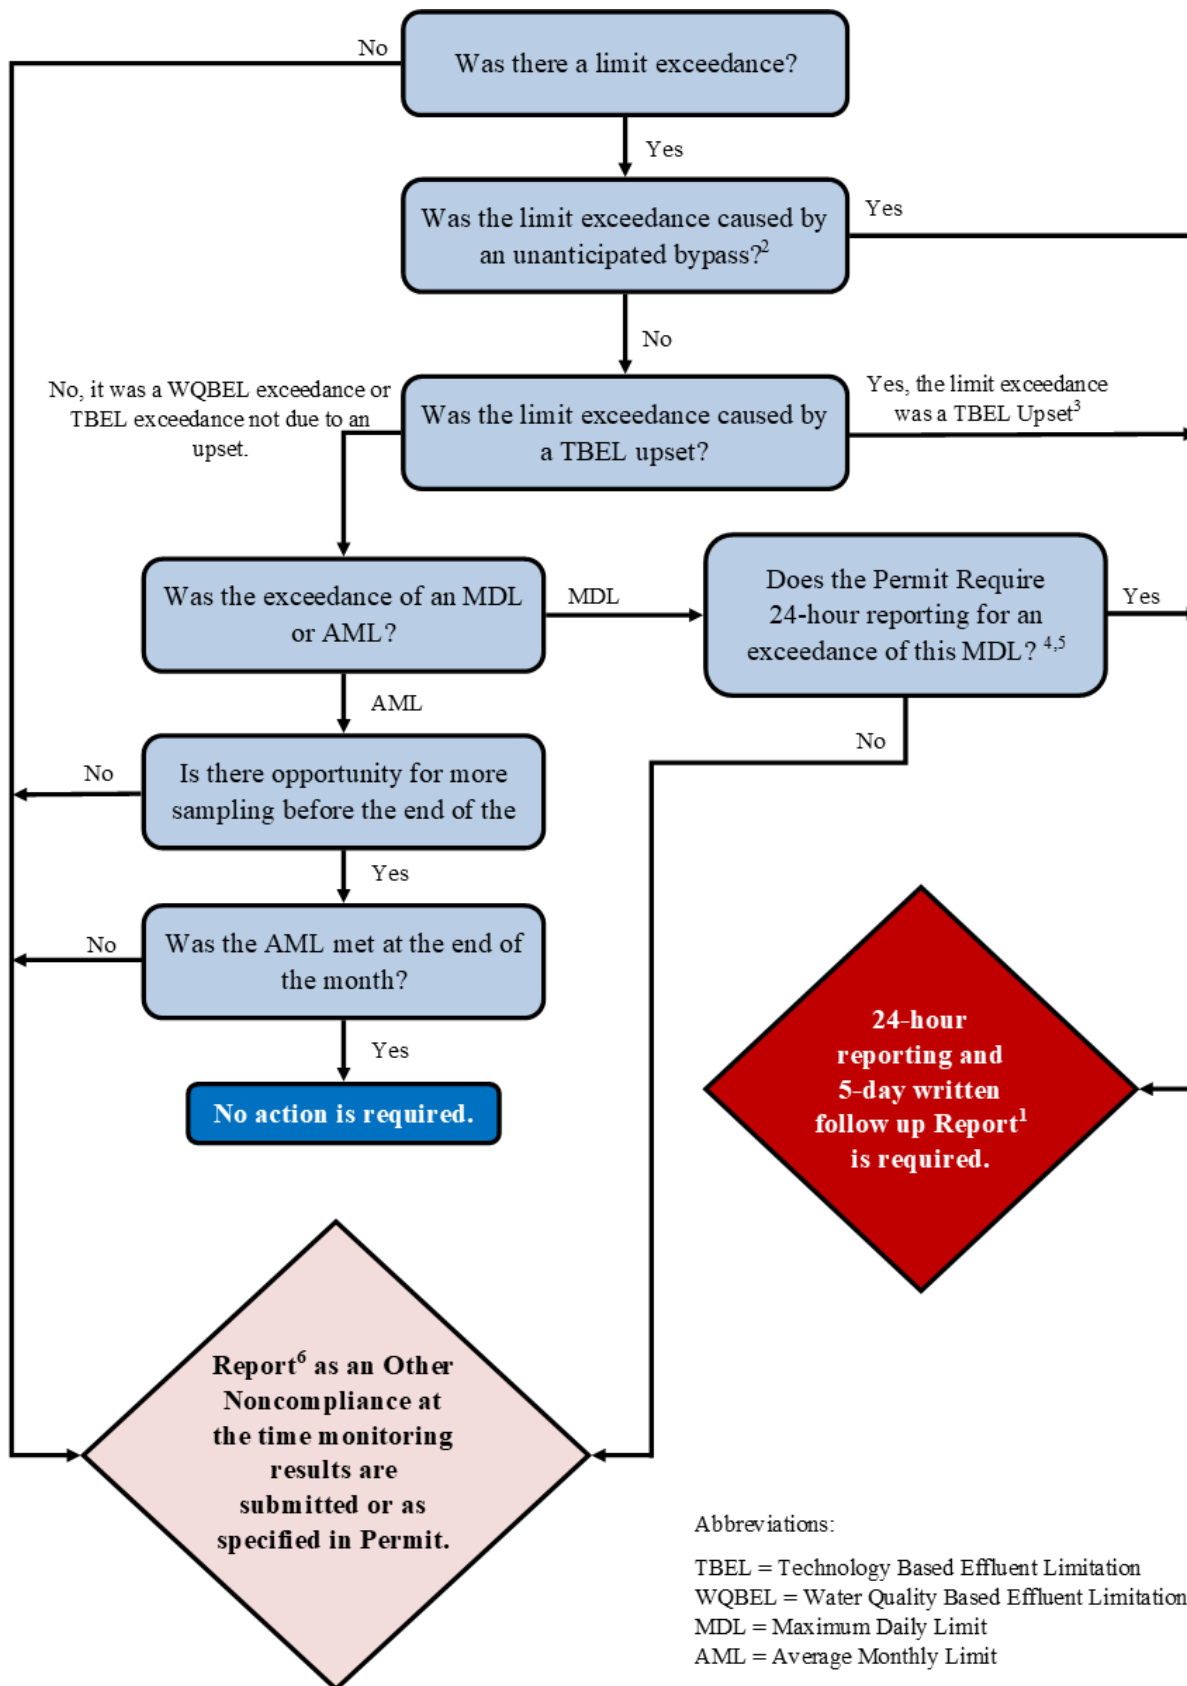 No
Was there a limit exceedance?
Yes
Was the limit exceedance caused by
an unanticipated bypass?2
Yes
No
No, it was a WQBEL exceedance or
TBEL exceedance not due to an
upset.
Was the limit exceedance caused by
a TBEL upset?
Yes, the limit exceedance
was a TBEL Upset3
Was the exceedance of an MDL
or AML?
MDL
Does the Permit Require
24-hour reporting for an
exceedance of this MDL? 4,5
Yes
AML
No
No
Is there opportunity for more
sampling before the end of the
Yes
No
Was the AML met at the end of
the month?
Yes
No action is required.
24-hour
reporting and
5-day written
follow up Report1
is required.
Report6 as an Other
Noncompliance at
the time monitoring
results are
submitted or as
specified in Permit.
Abbreviations:
TBEL = Technology Based Effluent Limitation
WQBEL = Water Quality Based Effluent Limitation
MDL = Maximum Daily Limit
AML = Average Monthly Limit